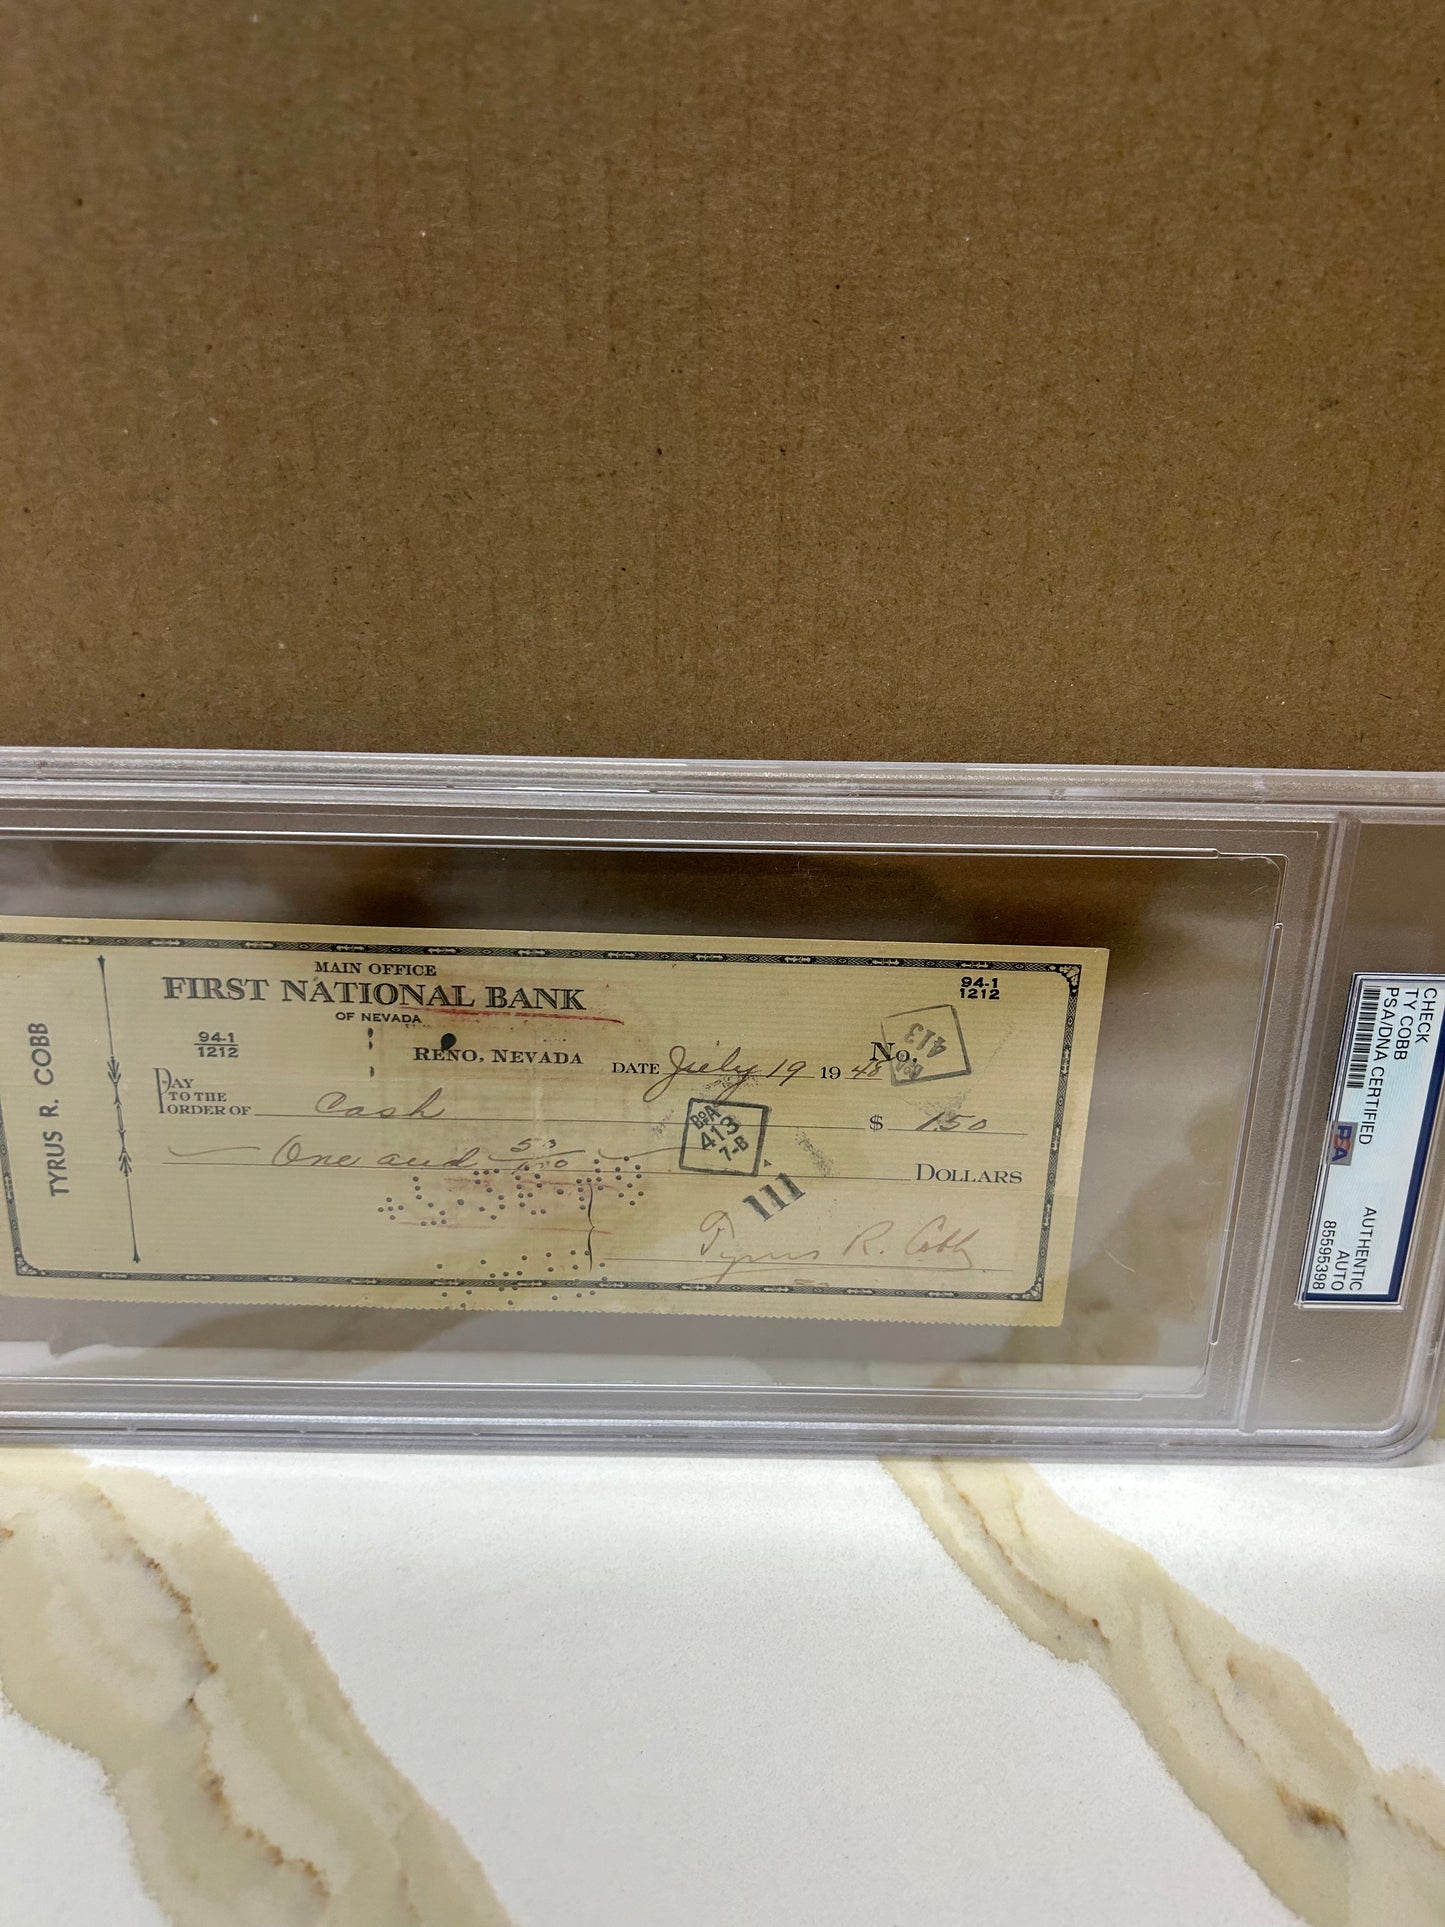 MAIN OFFICE
FIRST NATIONAL BANK
OF NEVADA
94-1
1212
94-1
1212
RENO, NEVADA
DATE July 19 1948
No.
413
PAY
TO THE
ORDER OF Cash
$ 1.50
BofA
413
7-B
One and 50/100
DOLLARS
111
Tyrus R. Cobb
TYRUS R. COBB
CHECK
TY COBB
PSA/DNA CERTIFIED
PSA
AUTHENTIC
AUTO
85595398